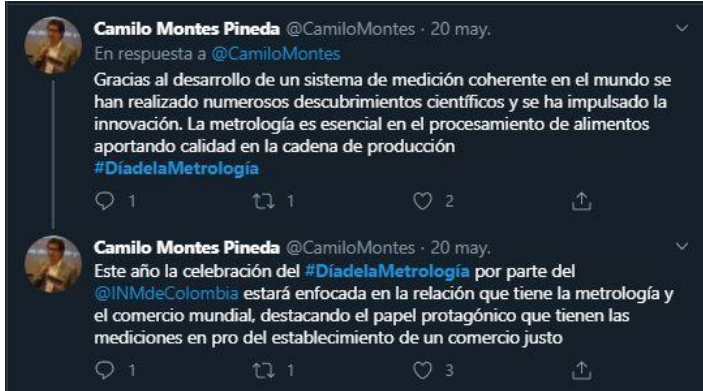 Camilo Montes Pineda @CamiloMontes · 20 may.
En respuesta a @CamiloMontes
Gracias al desarrollo de un sistema de medición coherente en el mundo se
han realizado numerosos descubrimientos científicos y se ha impulsado la
innovación. La metrología es esencial en el procesamiento de alimentos
aportando calidad en la cadena de producción
#DíadelaMetrología
1 1 2
Camilo Montes Pineda @CamiloMontes · 20 may.
Este año la celebración del #DíadelaMetrología por parte del
@INMdeColombia estará enfocada en la relación que tiene la metrología y
el comercio mundial, destacando el papel protagónico que tienen las
mediciones en pro del establecimiento de un comercio justo
1 1 3